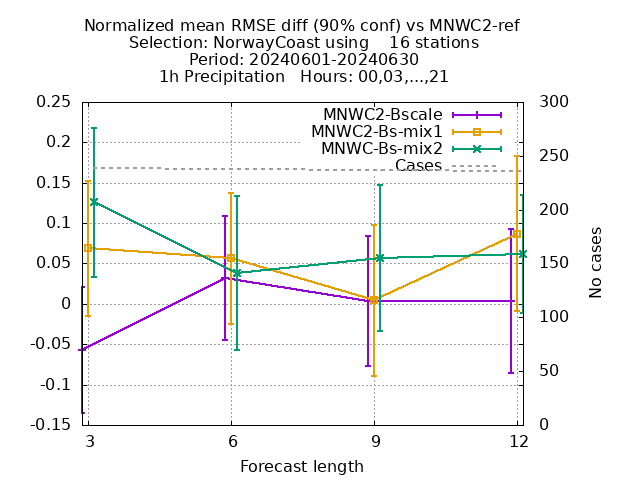 Normalized mean RMSE diff (90% conf) vs MNWC2-ref
Selection: NorwayCoast using    16 stations
Period: 20240601-20240630
1h Precipitation   Hours: 00,03,...,21
MNWC2-Bscale
MNWC2-Bs-mix1
MNWC-Bs-mix2
Cases
0.25
0.2
0.15
0.1
0.05
0
-0.05
-0.1
-0.15
300
250
200
150
100
50
0
No cases
3
6
9
12
Forecast length